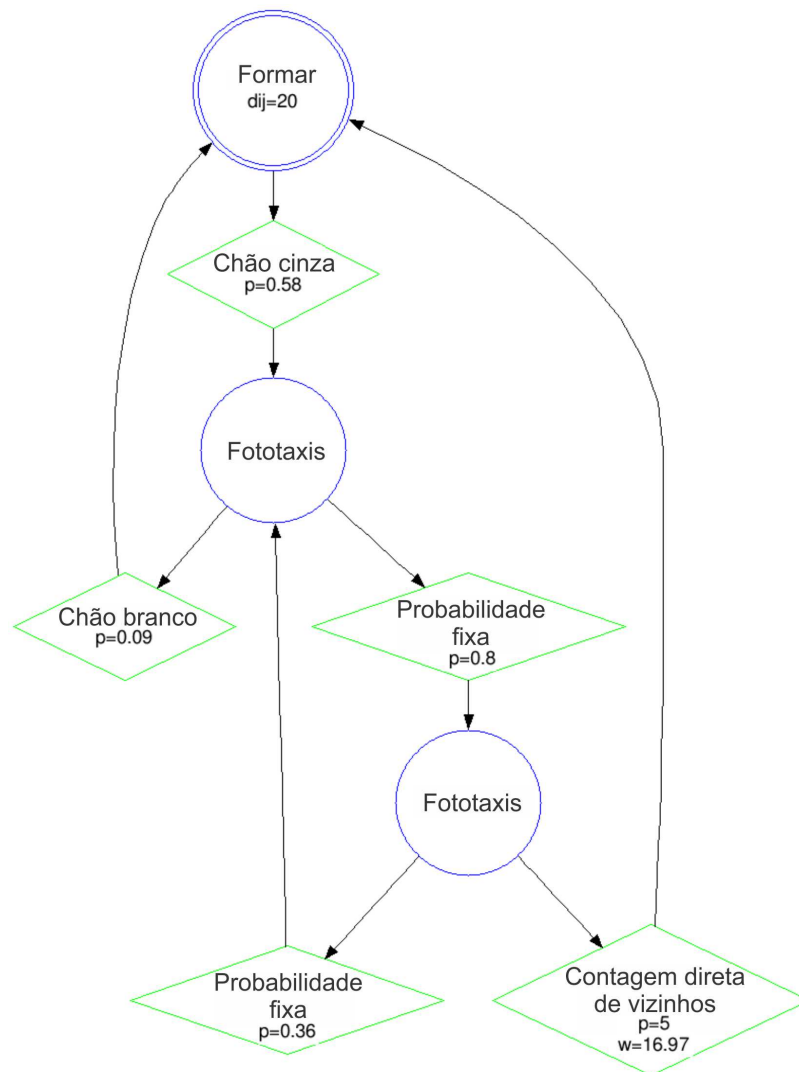 Formar
dij=20
Chão cinza
p=0.58
Fototaxis
Chão branco
p=0.09
Probabilidade
fixa
p=0.8
Fototaxis
Probabilidade
fixa
p=0.36
Contagem direta
de vizinhos
p=5
w=16.97